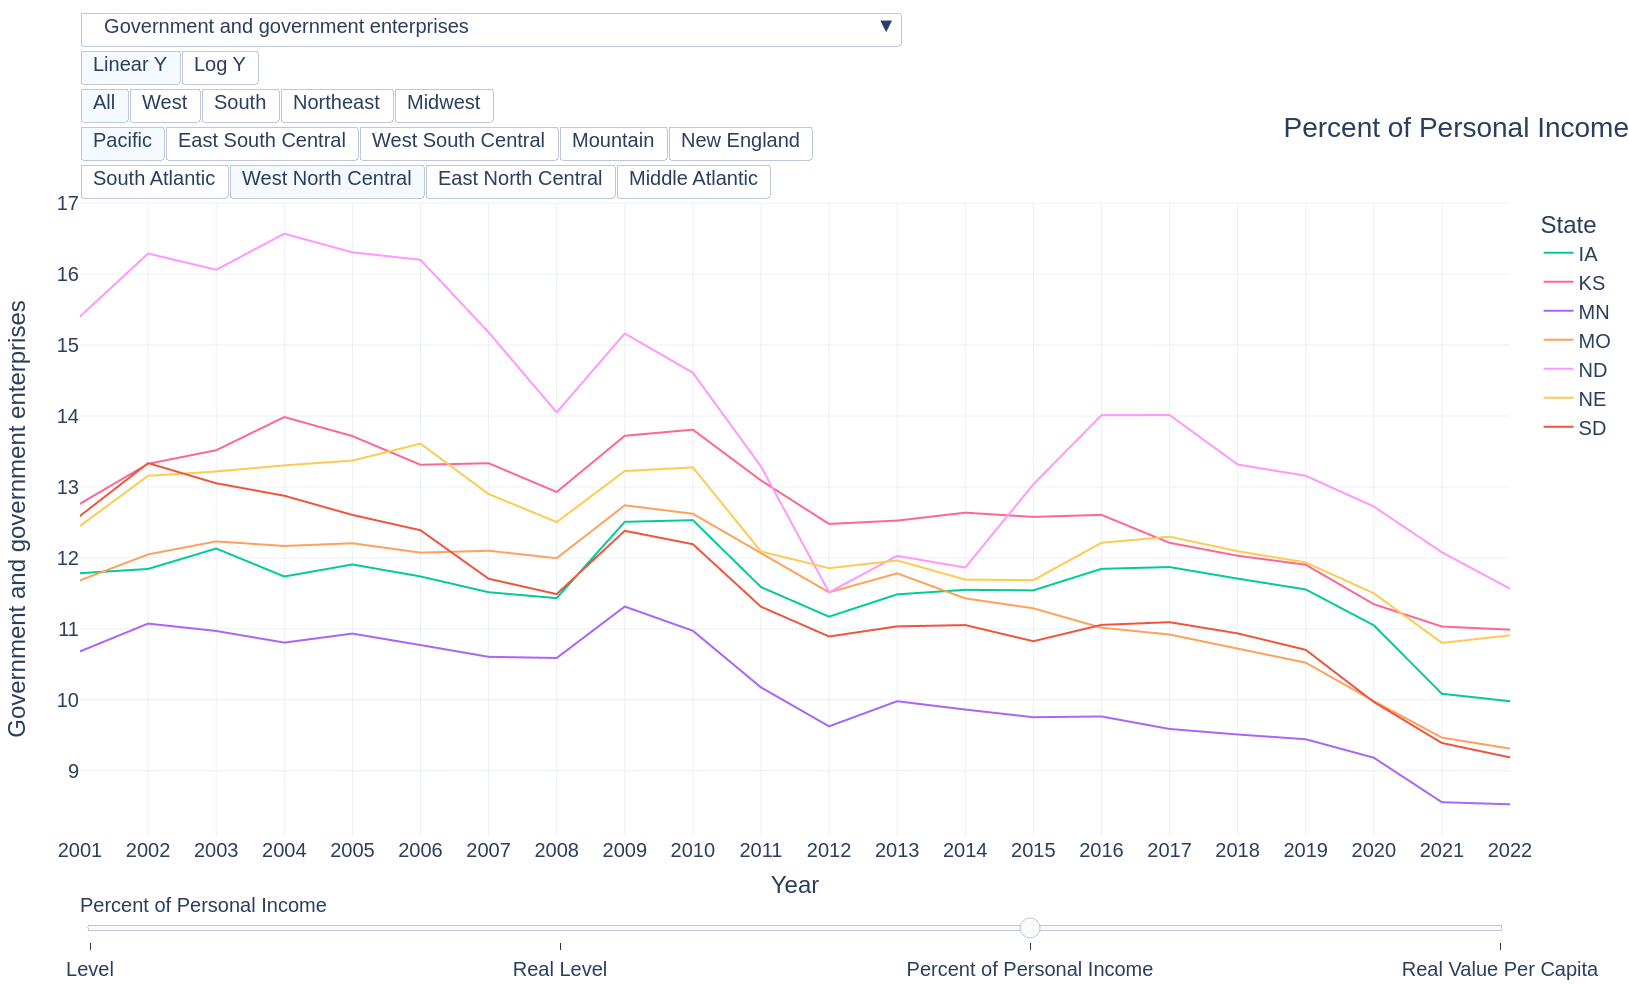 Government and government enterprises ▼
Linear Y Log Y
All West South Northeast Midwest
Pacific East South Central West South Central Mountain New England
South Atlantic West North Central East North Central Middle Atlantic
Percent of Personal Income
Government and government enterprises
17
16
15
14
13
12
11
10
9
2001 2002 2003 2004 2005 2006 2007 2008 2009 2010 2011 2012 2013 2014 2015 2016 2017 2018 2019 2020 2021 2022
Year
State
IA
KS
MN
MO
ND
NE
SD
Percent of Personal Income
Level Real Level Percent of Personal Income Real Value Per Capita